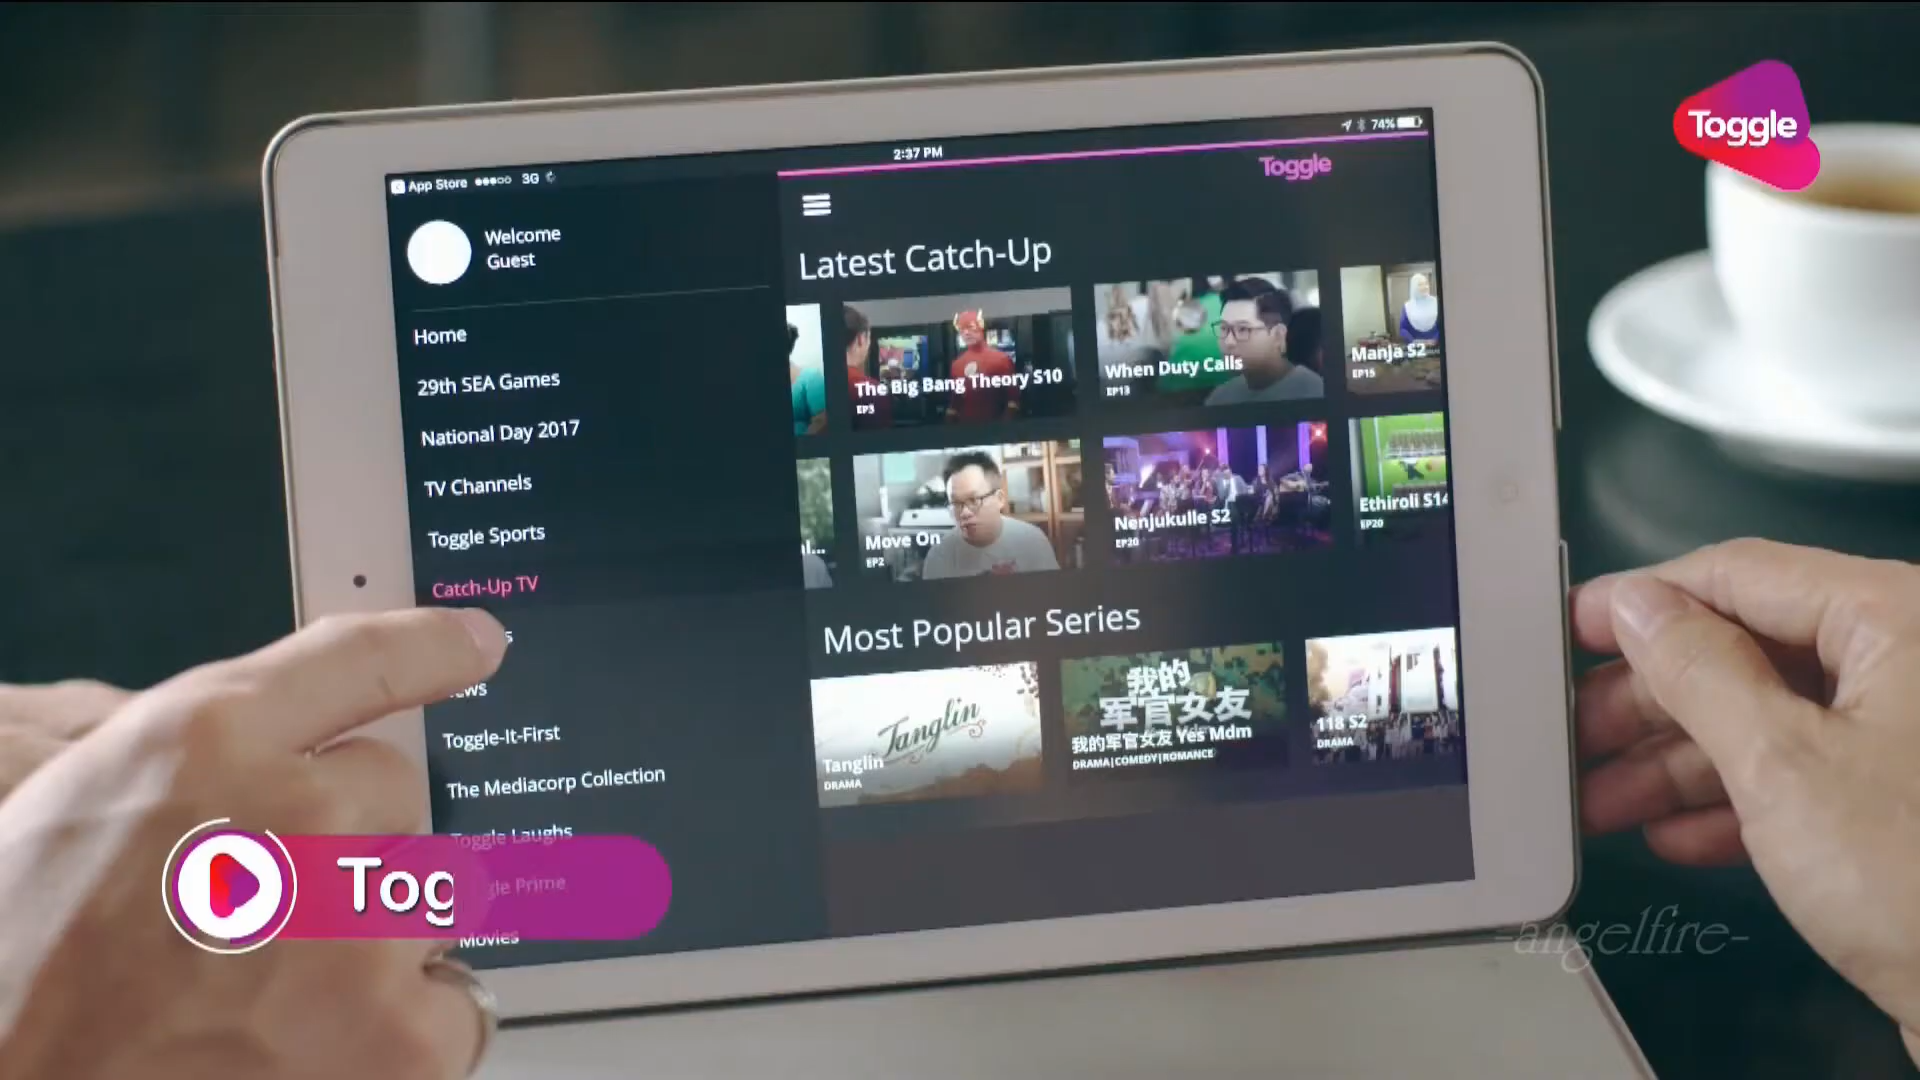 Toggle
App Store 3G
2:37 PM
74%
Toggle
Welcome
Guest
Home
29th SEA Games
National Day 2017
TV Channels
Toggle Sports
Catch-Up TV
Toggle-It-First
The Mediacorp Collection
Toggle Laughs
Movies
Latest Catch-Up
The Big Bang Theory S10
EP3
When Duty Calls
EP13
Manja S2
EP15
Move On
EP2
Nenjukulle S2
EP20
Ethiroli S14
EP20
Most Popular Series
Tanglin
Tanglin
DRAMA
我的
军官女友
我的军官女友 Yes Mdm
DRAMA|COMEDY|ROMANCE
118 S2
DRAMA
Tog
-angelfire-